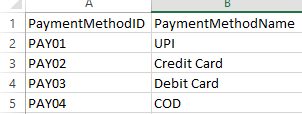 A B
1 PaymentMethodID PaymentMethodName
2 PAY01 UPI
3 PAY02 Credit Card
4 PAY03 Debit Card
5 PAY04 COD